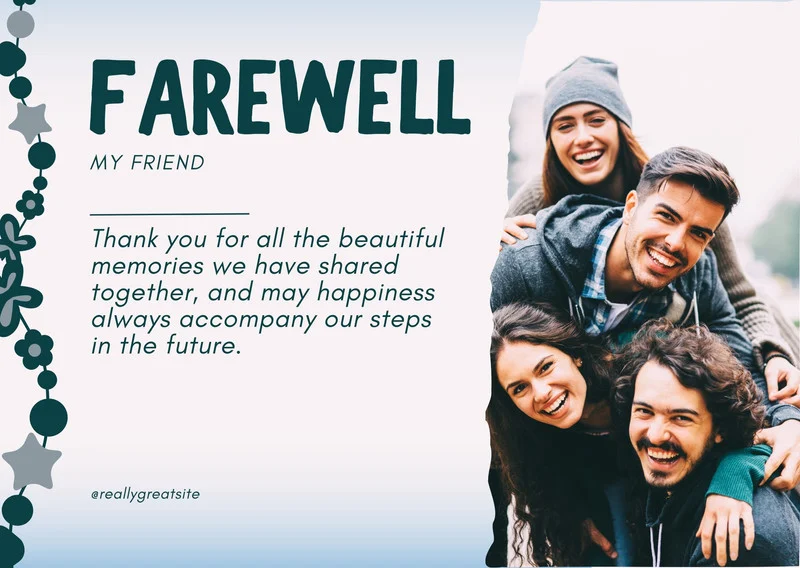 FAREWELL
MY FRIEND
Thank you for all the beautiful
memories we have shared
together, and may happiness
always accompany our steps
in the future.
@reallygreatsite